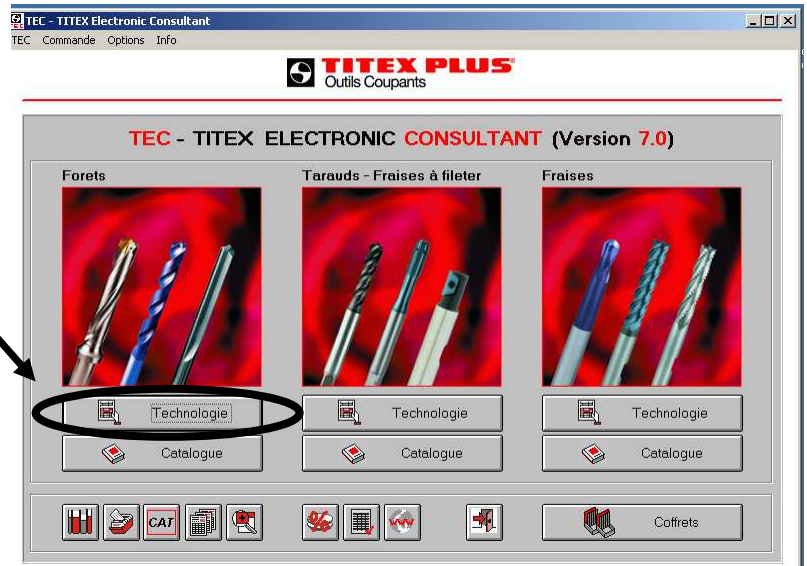 TEC - TITEX Electronic Consultant
TEC Commande Options Info
TITEX PLUS
Outils Coupants
TEC - TITEX ELECTRONIC CONSULTANT (Version 7.0)
Forets
Tarauds - Fraises à fileter
Fraises
Technologie
Technologie
Technologie
Catalogue
Catalogue
Catalogue
CAT
Coffrets